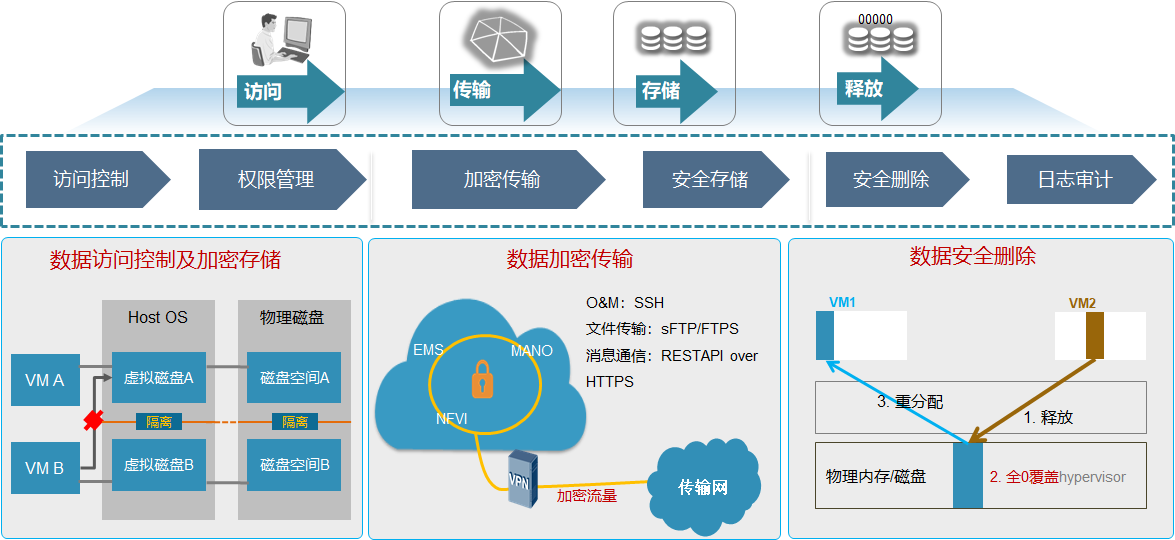 00000
访问
传输
存储
释放
访问控制
权限管理
加密传输
安全存储
安全删除
日志审计
数据访问控制及加密存储
Host OS
物理磁盘
VM A
虚拟磁盘A
磁盘空间A
隔离
隔离
VM B
虚拟磁盘B
磁盘空间B
数据加密传输
O&M：SSH
文件传输：sFTP/FTPS
消息通信：RESTAPI over
HTTPS
EMS
MANO
NFVI
VPN
加密流量
传输网
数据安全删除
VM1
VM2
3. 重分配
1. 释放
物理内存/磁盘
2. 全0覆盖hypervisor